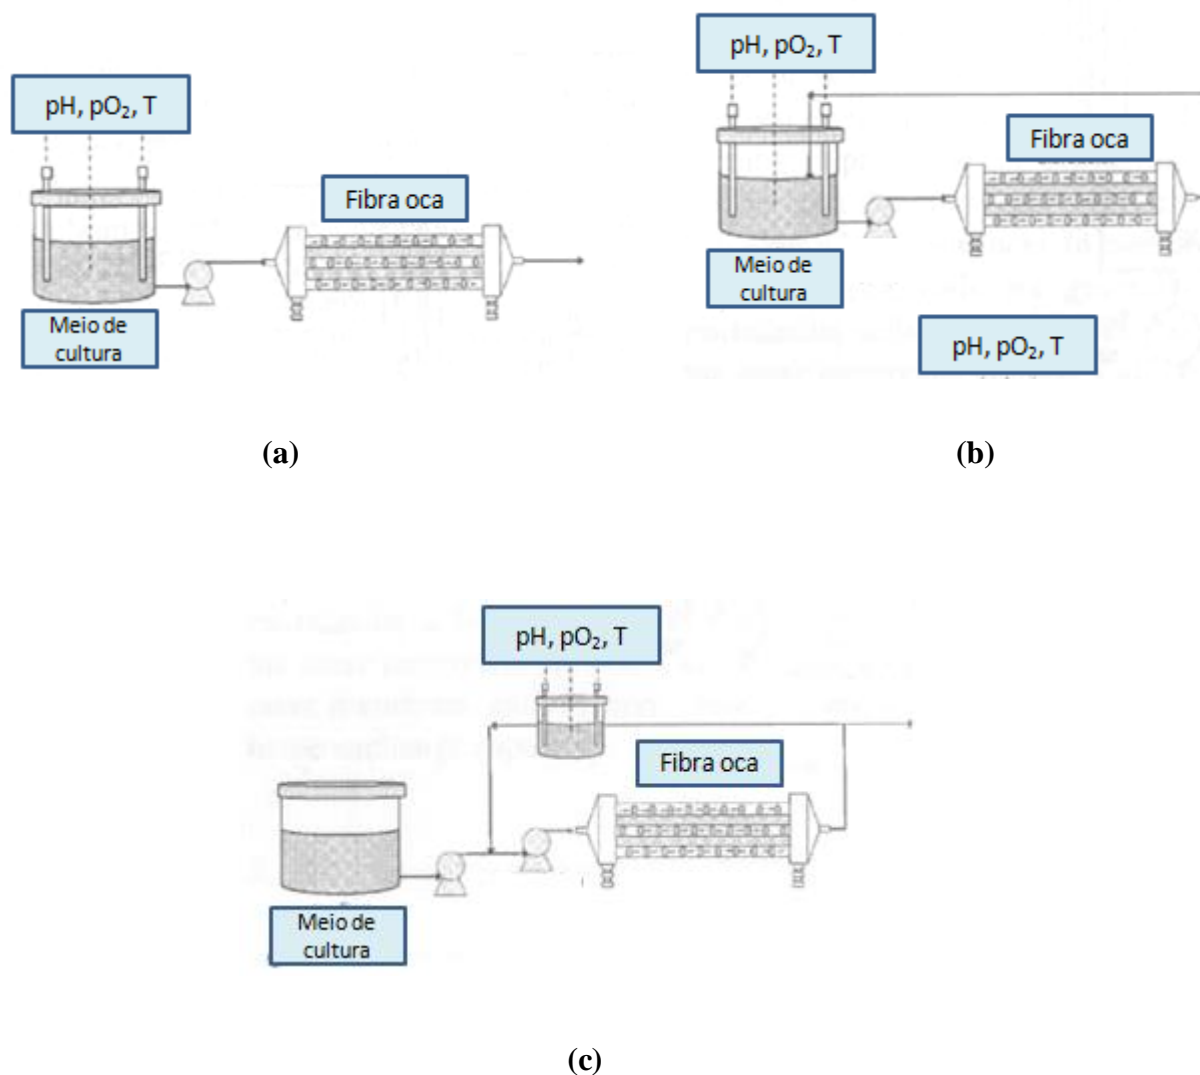 pH, pO₂, T
Fibra oca
Meio de
cultura
(a)
pH, pO₂, T
Fibra oca
Meio de
cultura
pH, pO₂, T
(b)
pH, pO₂, T
Fibra oca
Meio de
cultura
(c)